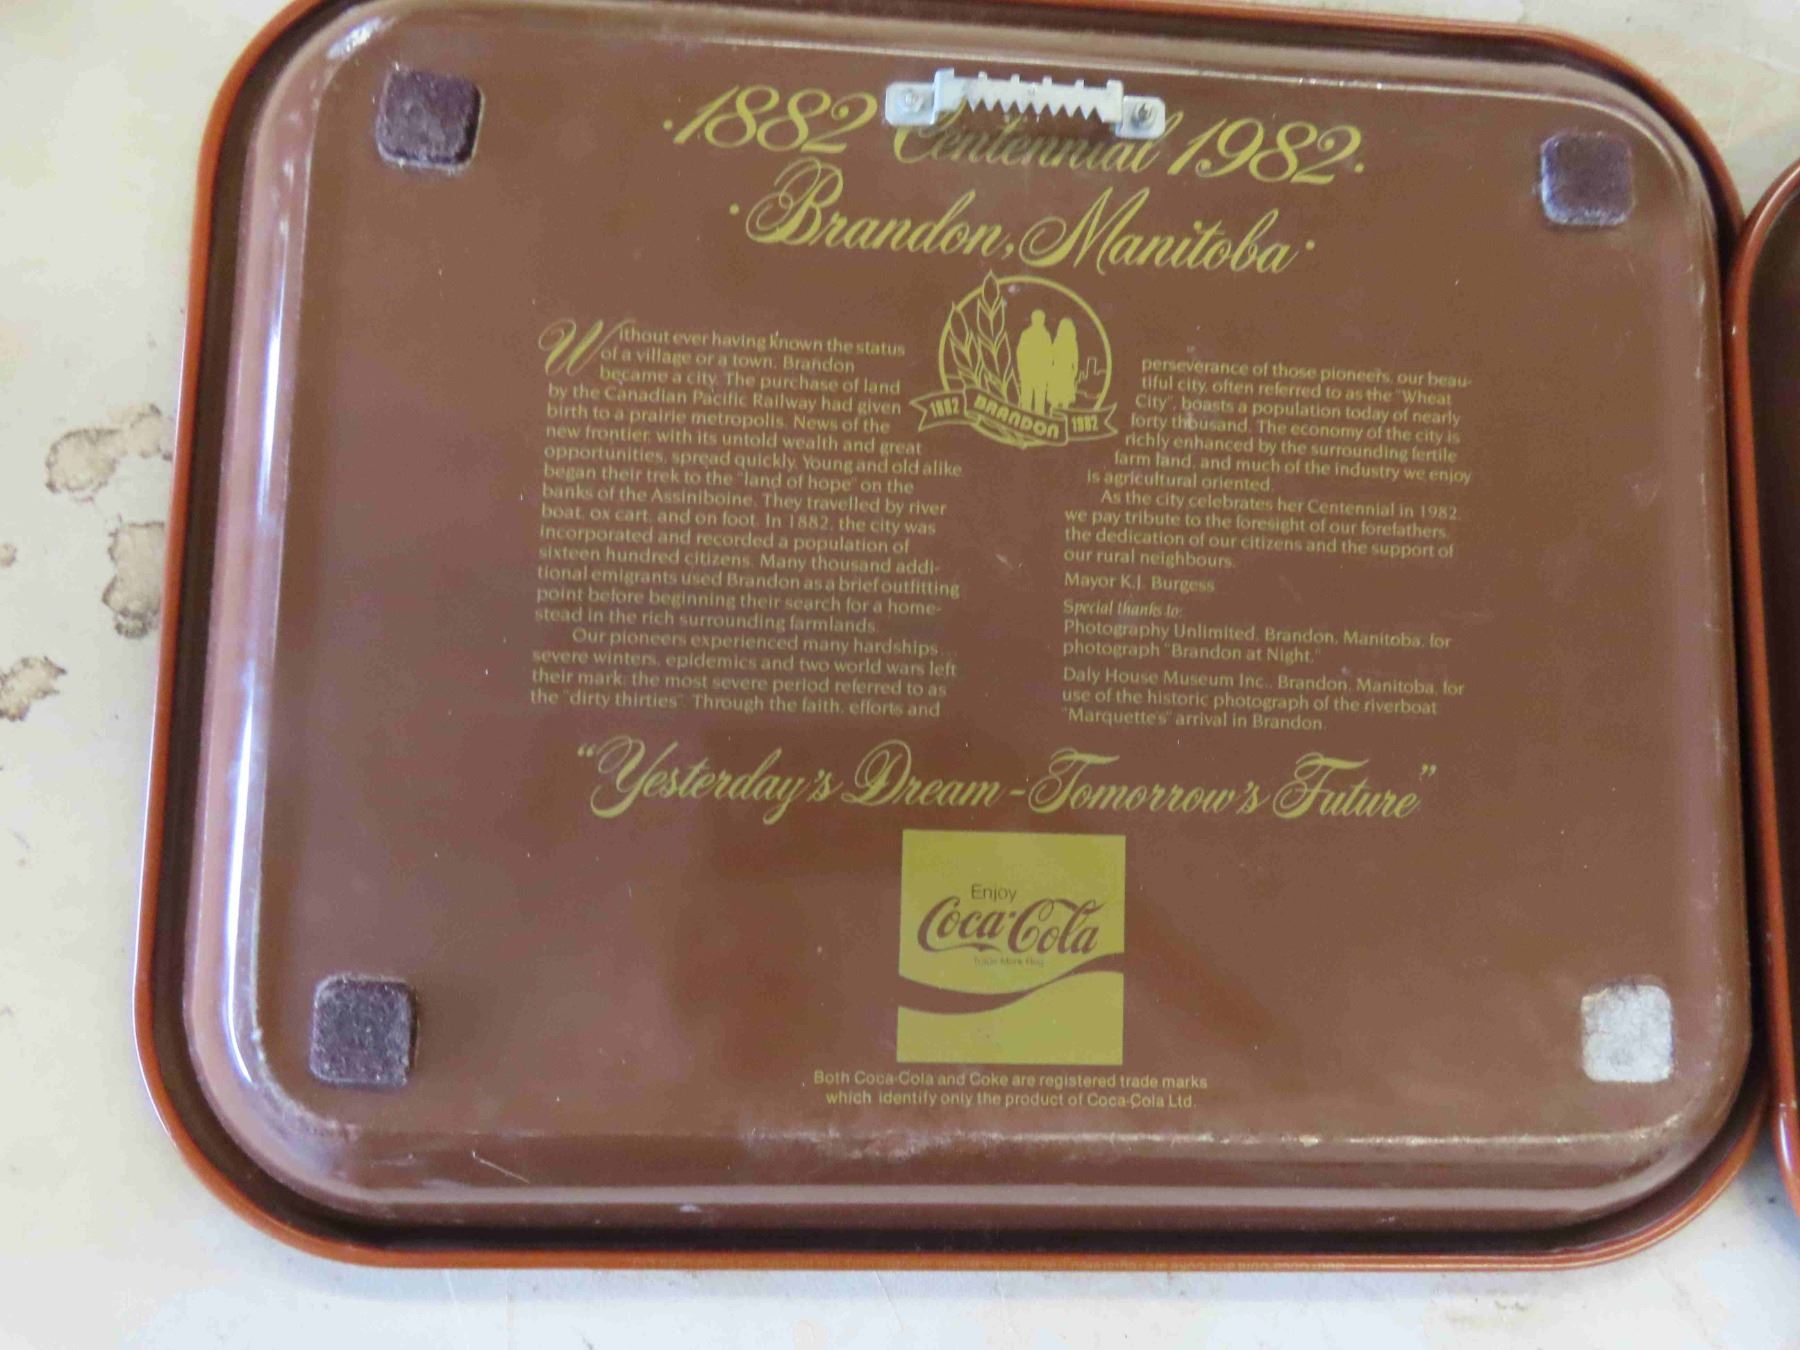 ·1882 Centennial 1982·
·Brandon, Manitoba·
1882 BRANDON 1982
Without ever having known the status
of a village or a town, Brandon
became a city. The purchase of land
by the Canadian Pacific Railway had given
birth to a prairie metropolis. News of the
new frontier, with its untold wealth and great
opportunities, spread quickly. Young and old alike
began their trek to the "land of hope" on the
banks of the Assiniboine. They travelled by river
boat, ox cart, and on foot. In 1882, the city was
incorporated and recorded a population of
sixteen hundred citizens. Many thousand addi-
tional emigrants used Brandon as a brief outfitting
point before beginning their search for a home-
stead in the rich surrounding farmlands.
Our pioneers experienced many hardships...
severe winters, epidemics and two world wars left
their mark; the most severe period referred to as
the "dirty thirties". Through the faith, efforts and
perseverance of those pioneers, our beau-
tiful city, often referred to as the "Wheat
City", boasts a population today of nearly
forty thousand. The economy of the city is
richly enhanced by the surrounding fertile
farm land, and much of the industry we enjoy
is agricultural oriented.
As the city celebrates her Centennial in 1982,
we pay tribute to the foresight of our forefathers,
the dedication of our citizens and the support of
our rural neighbours.
Mayor K.J. Burgess
Special thanks to:
Photography Unlimited, Brandon, Manitoba, for
photograph "Brandon at Night."
Daly House Museum Inc., Brandon, Manitoba, for
use of the historic photograph of the riverboat
"Marquette's" arrival in Brandon.
"Yesterday's Dream - Tomorrow's Future"
Enjoy
Coca-Cola
Trade Mark Reg.
Both Coca-Cola and Coke are registered trade marks
which identify only the product of Coca-Cola Ltd.